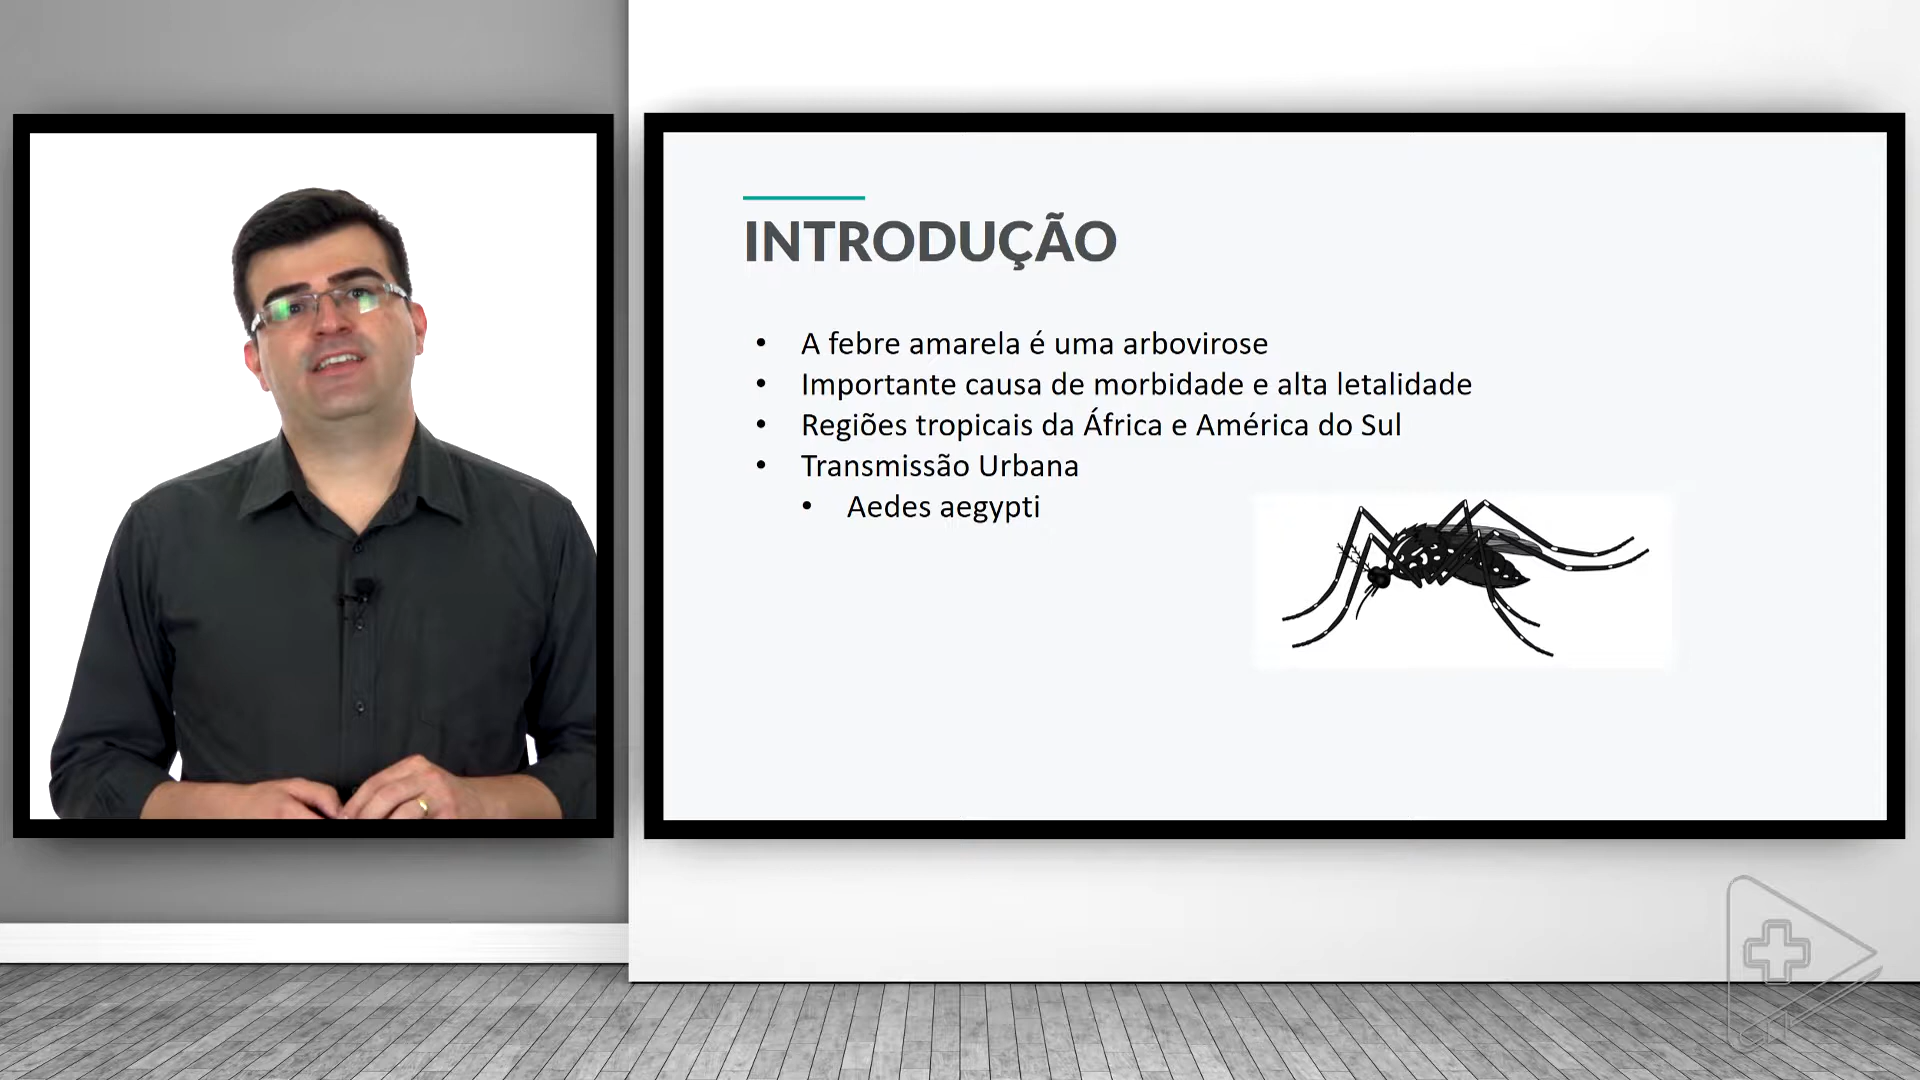 INTRODUÇÃO
• A febre amarela é uma arbovirose
• Importante causa de morbidade e alta letalidade
• Regiões tropicais da África e América do Sul
• Transmissão Urbana
• Aedes aegypti